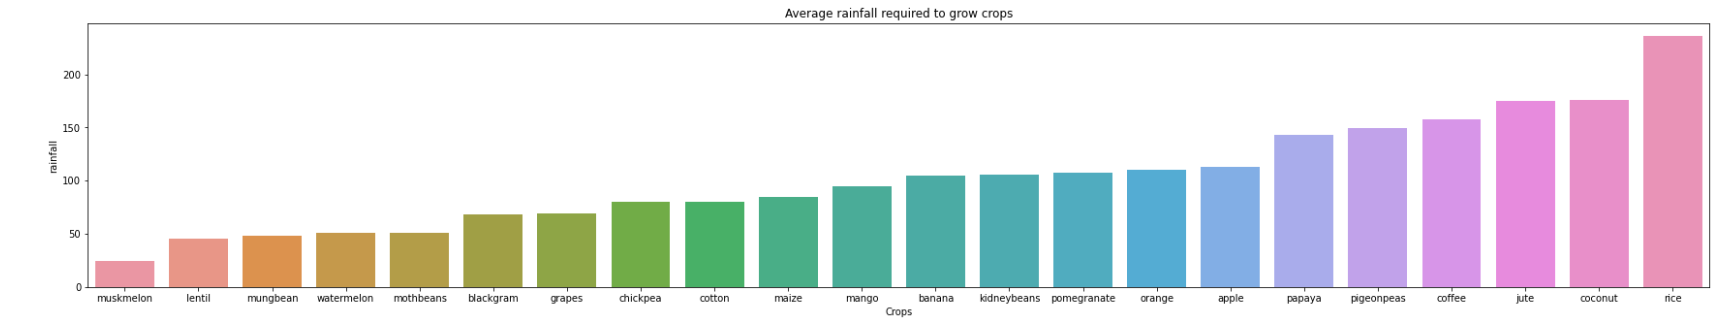 Average rainfall required to grow crops
rainfall
200
150
100
50
0
muskmelon lentil mungbean watermelon mothbeans blackgram grapes chickpea cotton maize mango banana kidneybeans pomegranate orange apple papaya pigeonpeas coffee jute coconut rice
Crops